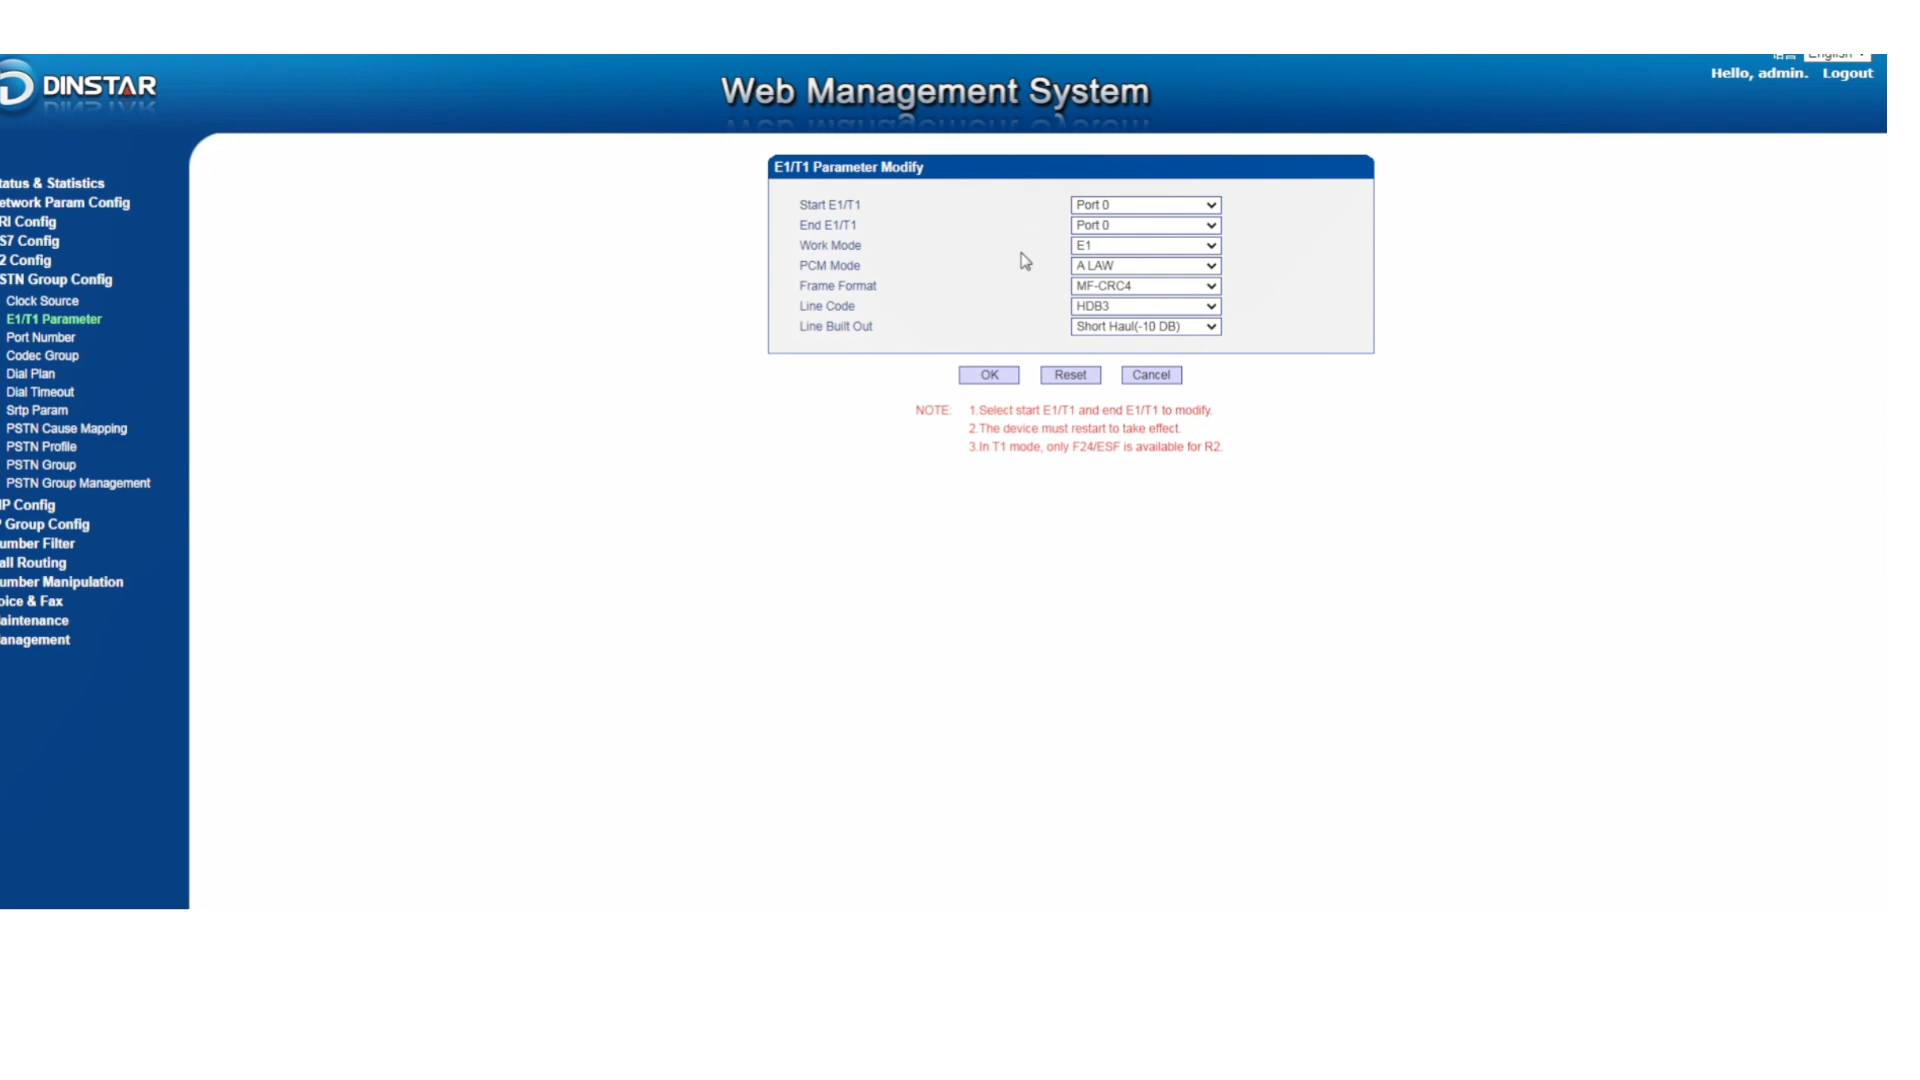 English
Hello, admin. Logout
DINSTAR
Web Management System
tatus & Statistics
etwork Param Config
RI Config
S7 Config
2 Config
STN Group Config
Clock Source
E1/T1 Parameter
Port Number
Codec Group
Dial Plan
Dial Timeout
Srtp Param
PSTN Cause Mapping
PSTN Profile
PSTN Group
PSTN Group Management
IP Config
P Group Config
umber Filter
all Routing
umber Manipulation
oice & Fax
aintenance
anagement
E1/T1 Parameter Modify
Start E1/T1 Port 0
End E1/T1 Port 0
Work Mode E1
PCM Mode A LAW
Frame Format MF-CRC4
Line Code HDB3
Line Built Out Short Haul(-10 DB)
OK Reset Cancel
NOTE: 1.Select start E1/T1 and end E1/T1 to modify.
2.The device must restart to take effect.
3.In T1 mode, only F24/ESF is available for R2.